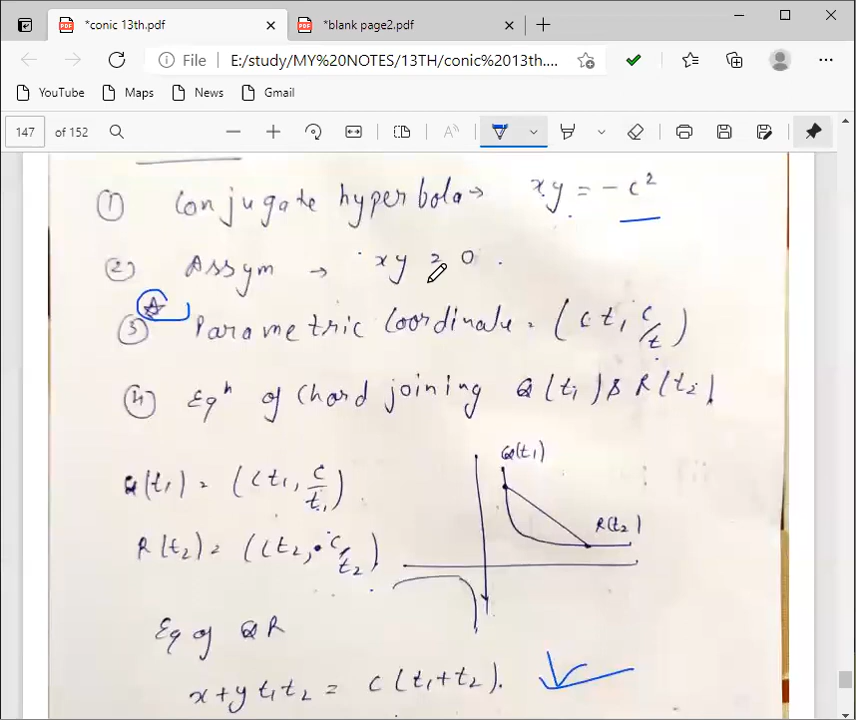 *conic 13th.pdf
*blank page2.pdf
File E:/study/MY%20NOTES/13TH/conic%2013th....
YouTube Maps News Gmail
147 of 152
① Conjugate hyperbola → xy = -c²
② Assym → xy = 0
③ Parametric Coordinate = (ct, c/t)
④ Eqⁿ of Chord joining Q(t₁) & R(t₂)
Q(t₁)
Q(t₁) = (ct₁, c/t₁)
R(t₂)
R(t₂) = (ct₂, c/t₂)
Eq of QR
x+y t₁t₂ = c(t₁+t₂).